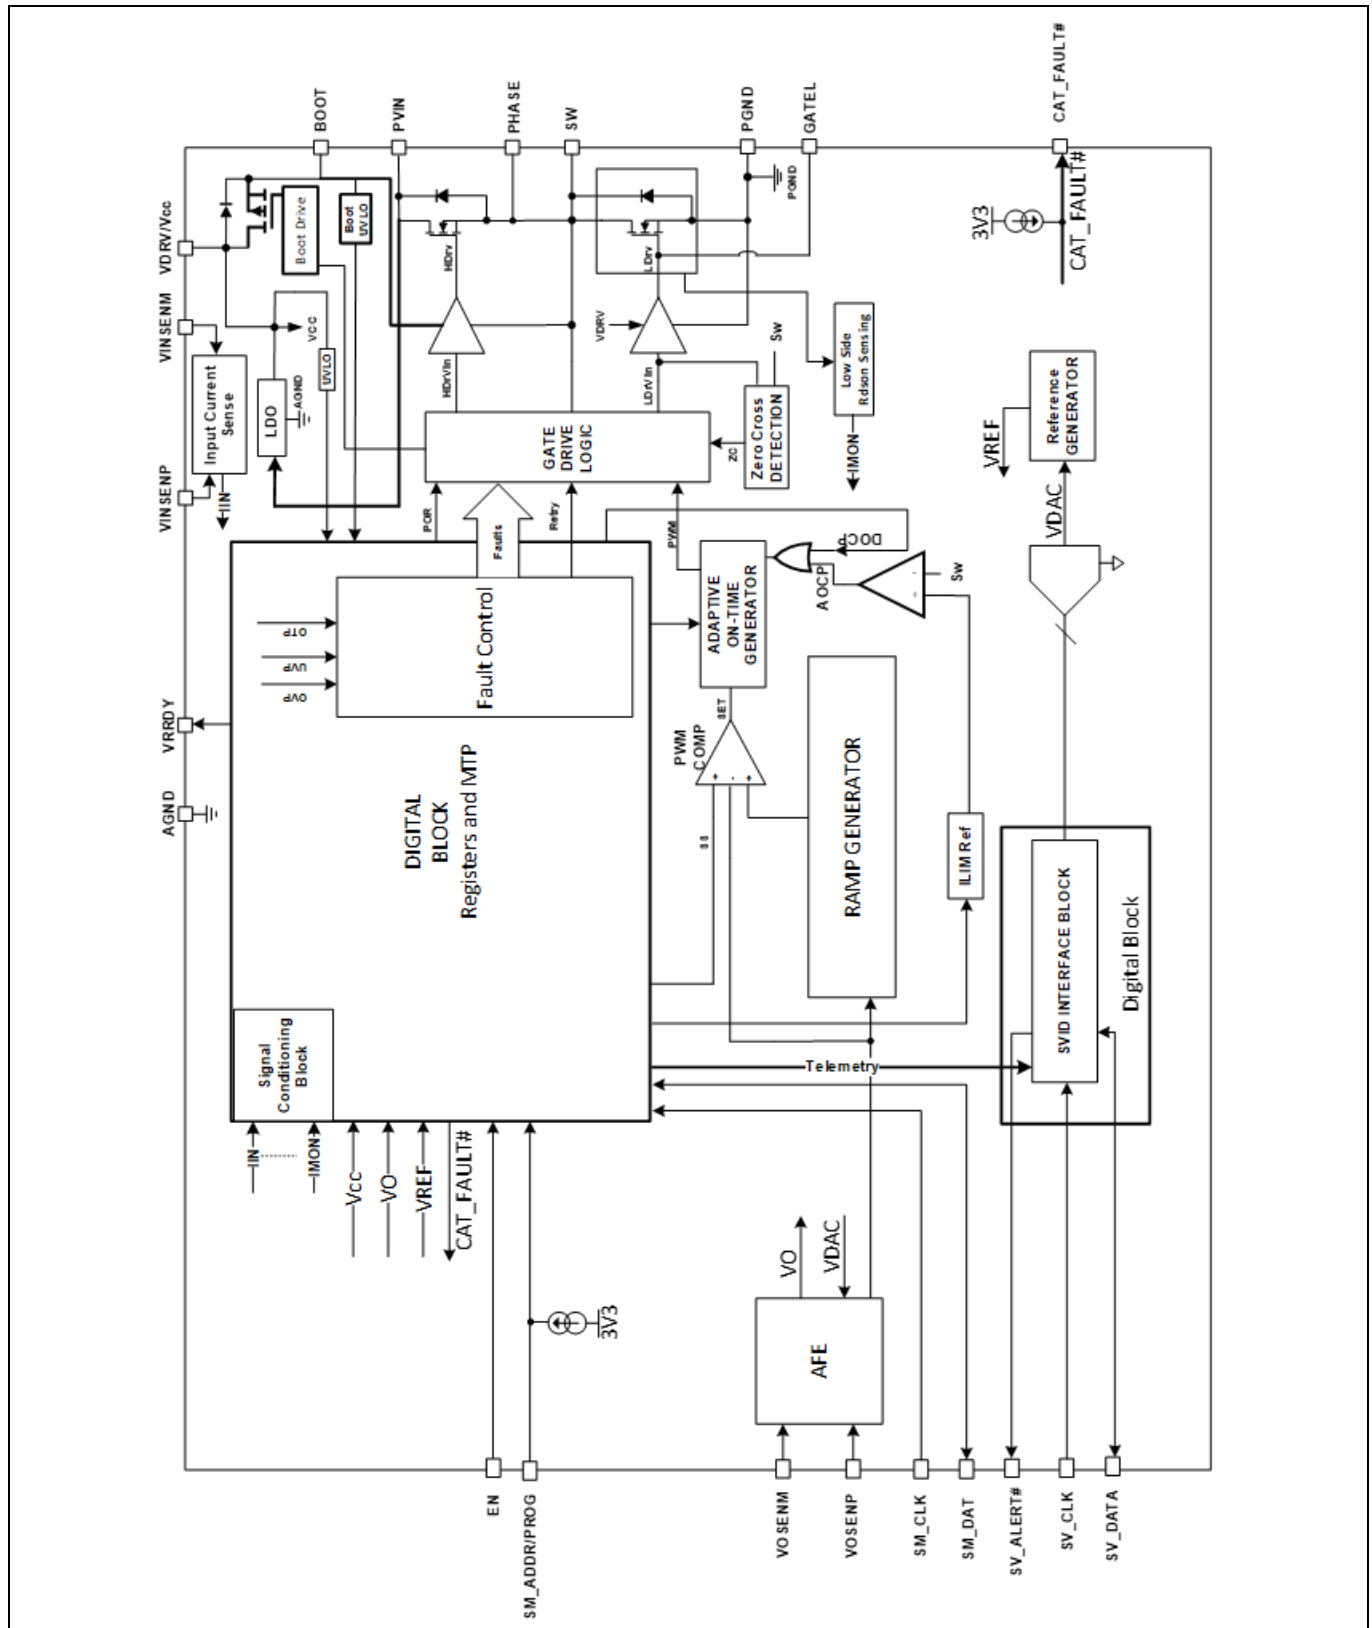 CAT_FAULT#
BOOT
PVIN
PHASE
SW
PGND
GATEL
VDRV/Vcc
VINSENM
VINSENP
VRRDY
AGND
Boot Drive
Boot
UVLO
VCC
UVLO
LDO
AGND
Input Current
Sense
IIN
HDrv
LDrv
PGND
VDRV
HDrVin
LDrVin
Sw
GATE
DRIVE
LOGIC
ZC
Zero Cross
DETECTION
Low Side
Rdson Sensing
IMON
3V3
CAT_FAULT#
CAT_FAULT#
VREF
Reference
GENERATOR
VDAC
POR
Faults
Retry
PWM
DOCP
AOCP
Sw
-
+
ADAPTIVE
ON-TIME
GENERATOR
SET
PWM
COMP
+
-
+
SS
OTP
UVP
OVP
Fault Control
DIGITAL
BLOCK
Registers and MTP
RAMP GENERATOR
ILIM Ref
SVID INTERFACE BLOCK
Digital Block
Signal
Conditioning
Block
Telemetry
IIN
IMON
Vcc
VO
VREF
CAT_FAULT#
3V3
VO
VDAC
AFE
EN
SM_ADDR/PROG
VOSENM
VOSENP
SM_CLK
SM_DAT
SV_ALERT#
SV_CLK
SV_DATA